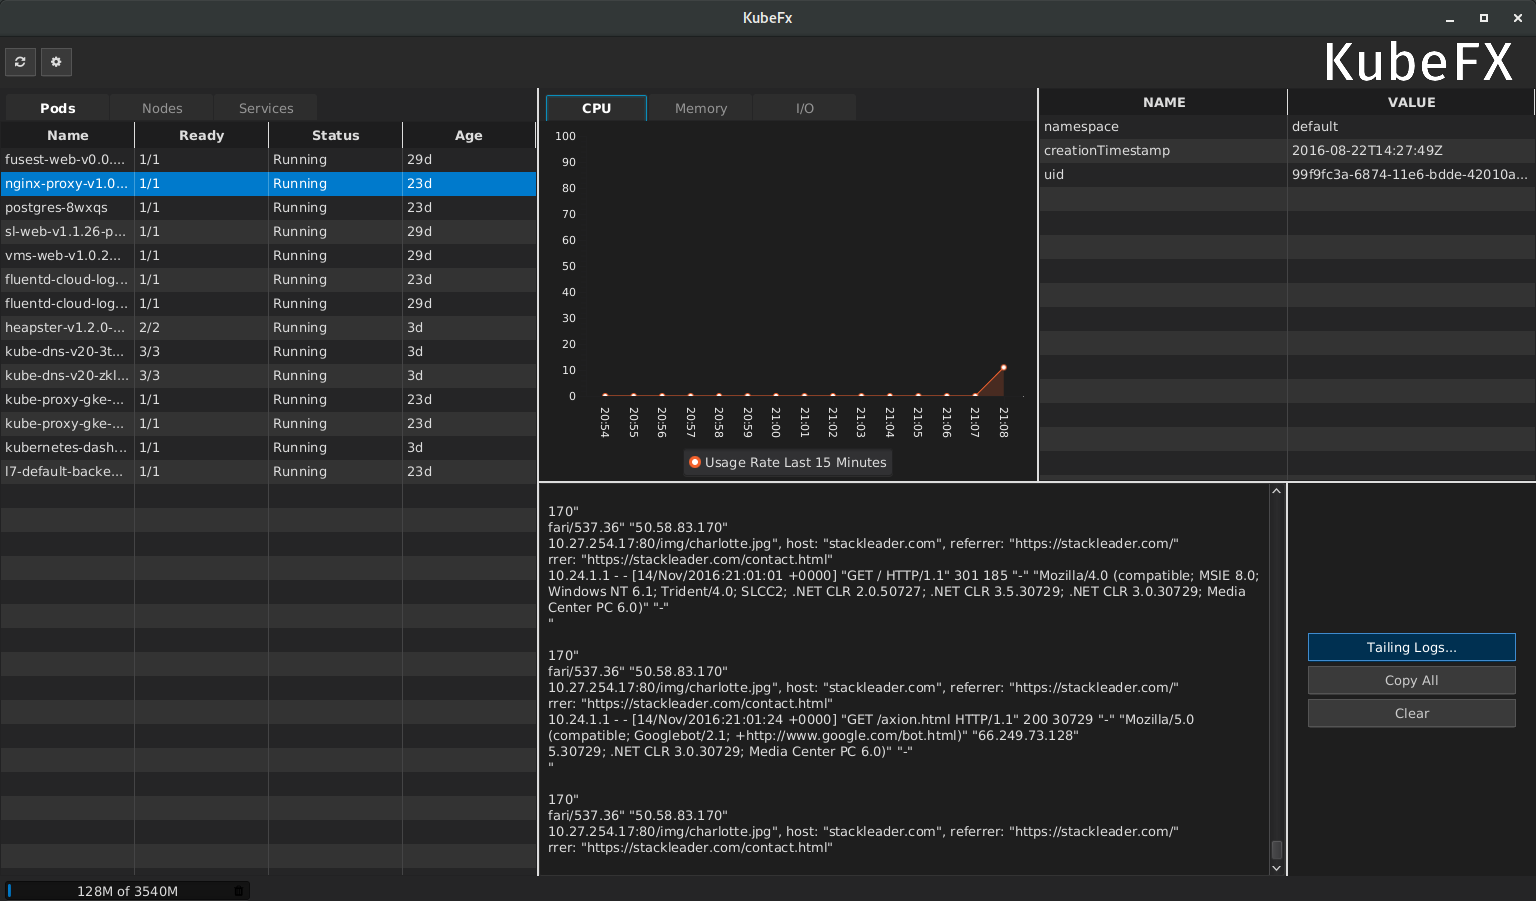 KubeFx
KubeFX
Pods Nodes Services
Name Ready Status Age
fusest-web-v0.0.... 1/1 Running 29d
nginx-proxy-v1.0... 1/1 Running 23d
postgres-8wxqs 1/1 Running 23d
sl-web-v1.1.26-p... 1/1 Running 29d
vms-web-v1.0.2... 1/1 Running 29d
fluentd-cloud-log... 1/1 Running 23d
fluentd-cloud-log... 1/1 Running 29d
heapster-v1.2.0-... 2/2 Running 3d
kube-dns-v20-3t... 3/3 Running 3d
kube-dns-v20-zkl... 3/3 Running 3d
kube-proxy-gke-... 1/1 Running 23d
kube-proxy-gke-... 1/1 Running 23d
kubernetes-dash... 1/1 Running 3d
l7-default-backe... 1/1 Running 23d
CPU Memory I/O
100
90
80
70
60
50
40
30
20
10
0
20:54 20:55 20:56 20:57 20:58 20:59 21:00 21:01 21:02 21:03 21:04 21:05 21:06 21:07 21:08
Usage Rate Last 15 Minutes
NAME VALUE
namespace default
creationTimestamp 2016-08-22T14:27:49Z
uid 99f9fc3a-6874-11e6-bdde-42010a...
170"
fari/537.36" "50.58.83.170"
10.27.254.17:80/img/charlotte.jpg", host: "stackleader.com", referrer: "https://stackleader.com/"
rrer: "https://stackleader.com/contact.html"
10.24.1.1 - - [14/Nov/2016:21:01:01 +0000] "GET / HTTP/1.1" 301 185 "-" "Mozilla/4.0 (compatible; MSIE 8.0;
Windows NT 6.1; Trident/4.0; SLCC2; .NET CLR 2.0.50727; .NET CLR 3.5.30729; .NET CLR 3.0.30729; Media
Center PC 6.0)" "-"
"
170"
fari/537.36" "50.58.83.170"
10.27.254.17:80/img/charlotte.jpg", host: "stackleader.com", referrer: "https://stackleader.com/"
rrer: "https://stackleader.com/contact.html"
10.24.1.1 - - [14/Nov/2016:21:01:24 +0000] "GET /axion.html HTTP/1.1" 200 30729 "-" "Mozilla/5.0
(compatible; Googlebot/2.1; +http://www.google.com/bot.html)" "66.249.73.128"
5.30729; .NET CLR 3.0.30729; Media Center PC 6.0)" "-"
"
170"
fari/537.36" "50.58.83.170"
10.27.254.17:80/img/charlotte.jpg", host: "stackleader.com", referrer: "https://stackleader.com/"
rrer: "https://stackleader.com/contact.html"
Tailing Logs...
Copy All
Clear
128M of 3540M